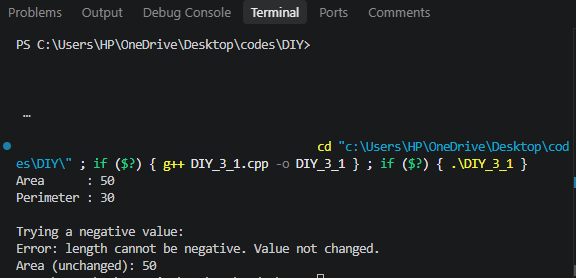 Problems Output Debug Console Terminal Ports Comments
PS C:\Users\HP\OneDrive\Desktop\codes\DIY>
…
cd "c:\Users\HP\OneDrive\Desktop\cod
es\DIY\" ; if ($?) { g++ DIY_3_1.cpp -o DIY_3_1 } ; if ($?) { .\DIY_3_1 }
Area : 50
Perimeter : 30
Trying a negative value:
Error: length cannot be negative. Value not changed.
Area (unchanged): 50